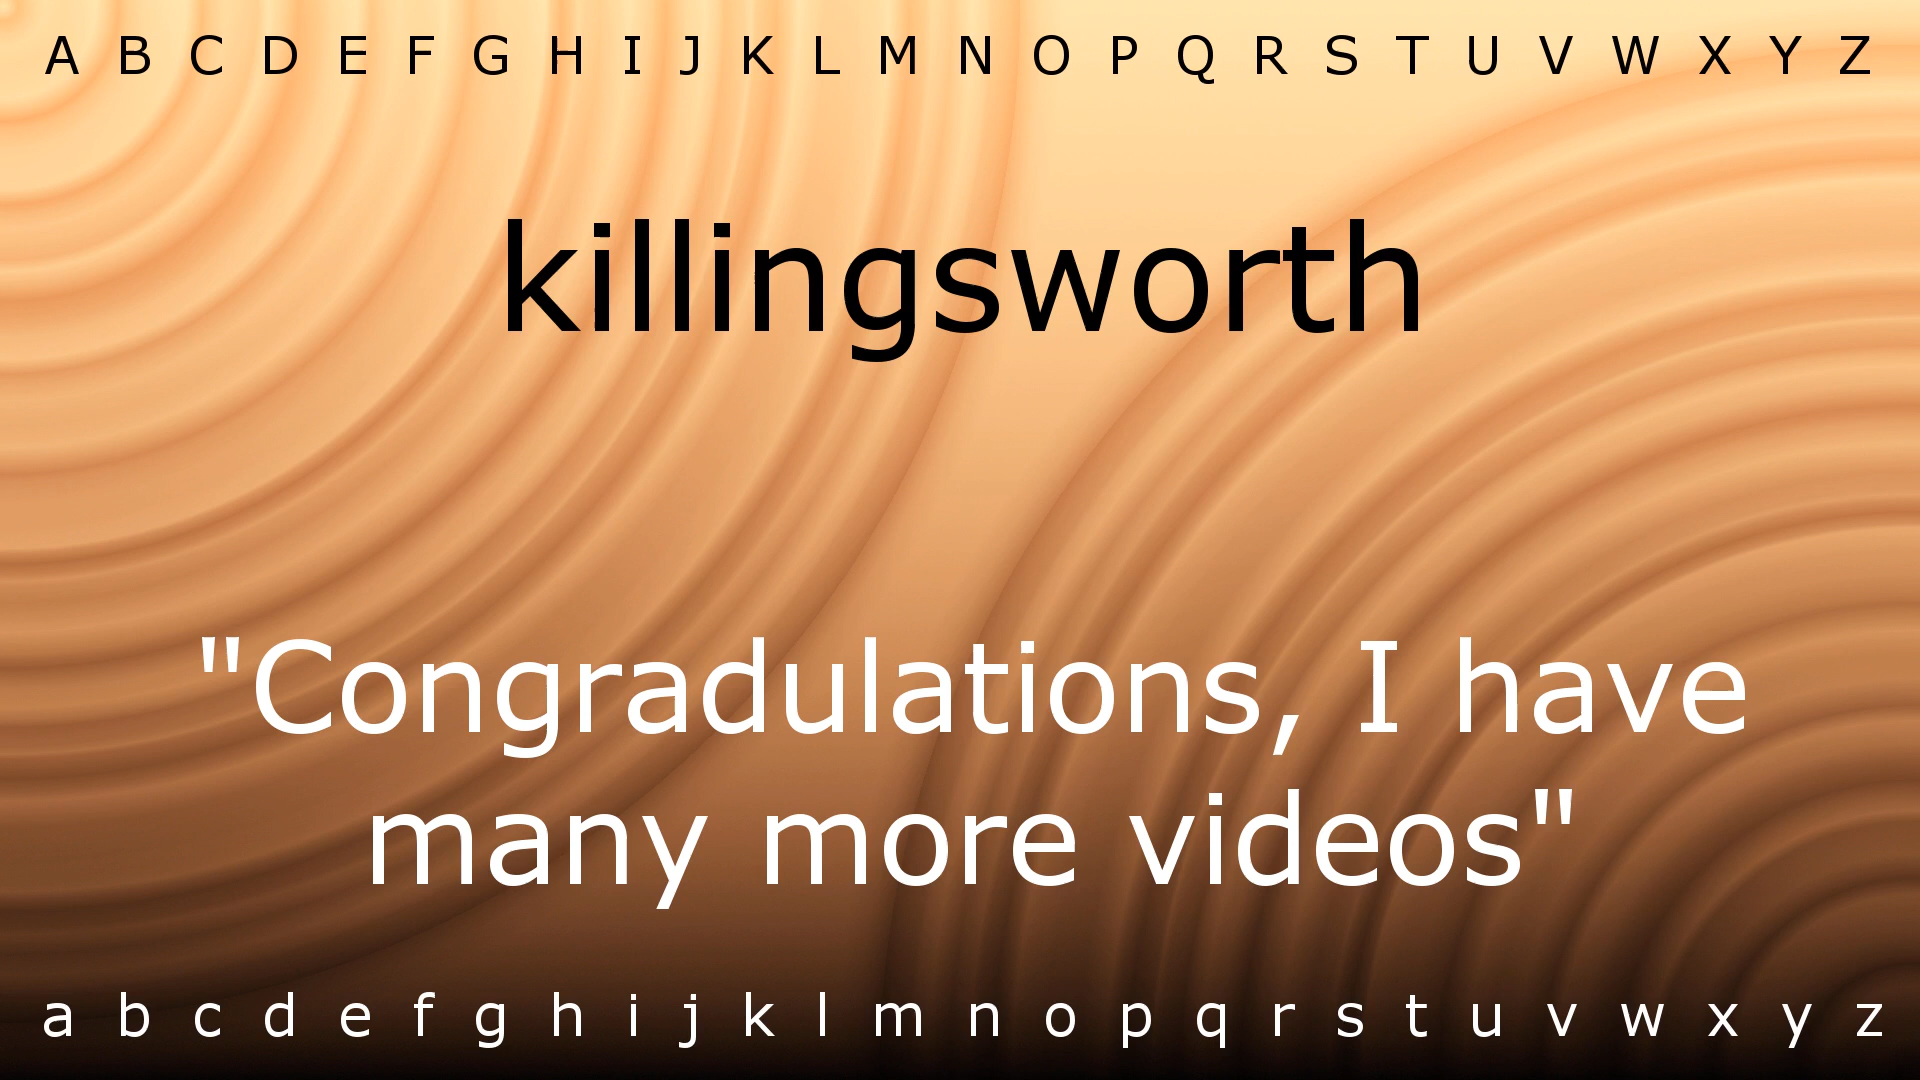 A B C D E F G H I J K L M N O P Q R S T U V W X Y Z
killingsworth
"Congradulations, I have
many more videos"
a b c d e f g h i j k l m n o p q r s t u v w x y z